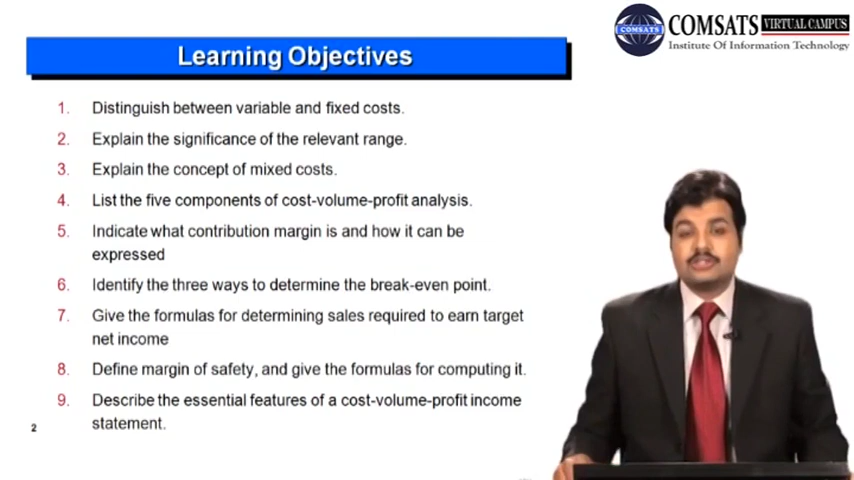 COMSATS VIRTUAL CAMPUS
COMSATS
Institute Of Information Technology
Learning Objectives
1. Distinguish between variable and fixed costs.
2. Explain the significance of the relevant range.
3. Explain the concept of mixed costs.
4. List the five components of cost-volume-profit analysis.
5. Indicate what contribution margin is and how it can be
expressed
6. Identify the three ways to determine the break-even point.
7. Give the formulas for determining sales required to earn target
net income
8. Define margin of safety, and give the formulas for computing it.
9. Describe the essential features of a cost-volume-profit income
statement.
2